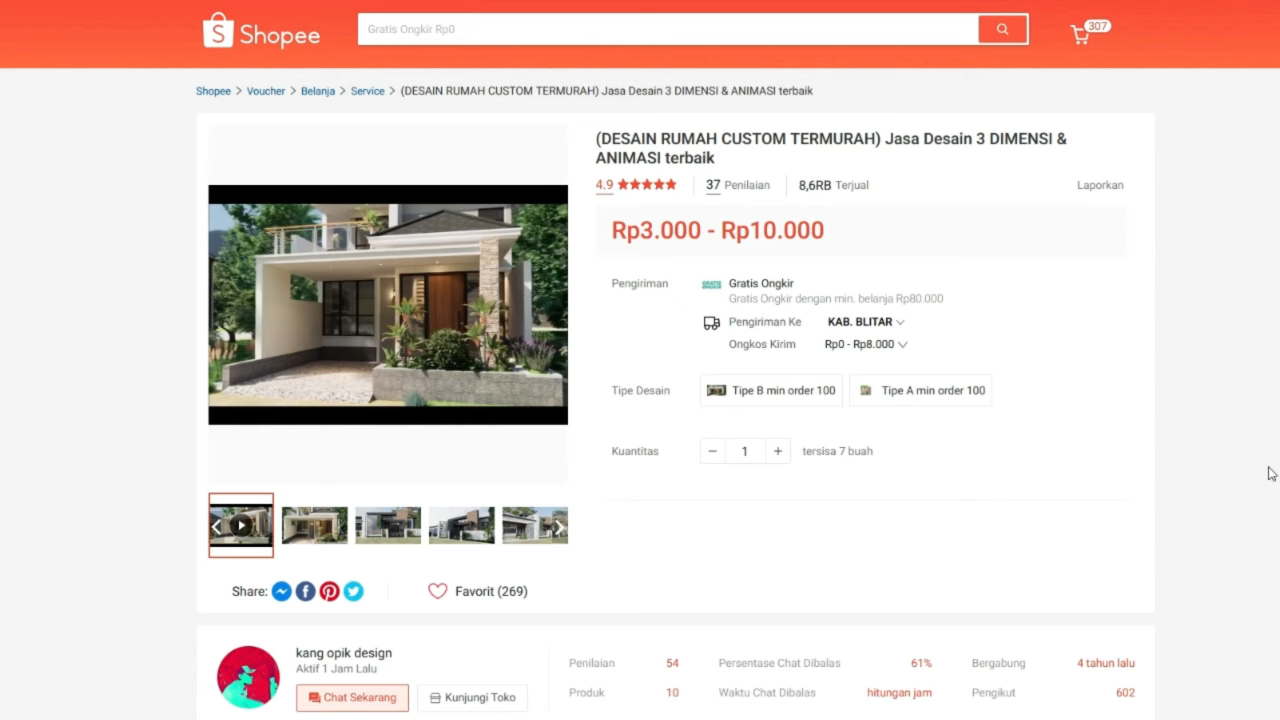 Shopee
Gratis Ongkir Rp0
307
Shopee > Voucher > Belanja > Service > (DESAIN RUMAH CUSTOM TERMURAH) Jasa Desain 3 DIMENSI & ANIMASI terbaik
(DESAIN RUMAH CUSTOM TERMURAH) Jasa Desain 3 DIMENSI &
ANIMASI terbaik
4.9
37 Penilaian
8,6RB Terjual
Laporkan
Rp3.000 - Rp10.000
Pengiriman
GRATIS ONGKIR
Gratis Ongkir
Gratis Ongkir dengan min. belanja Rp80.000
Pengiriman Ke KAB. BLITAR
Ongkos Kirim Rp0 - Rp8.000
Tipe Desain Tipe B min order 100 Tipe A min order 100
Kuantitas − 1 + tersisa 7 buah
Share:
Favorit (269)
kang opik design
Aktif 1 Jam Lalu
Chat Sekarang Kunjungi Toko
Penilaian 54 Persentase Chat Dibalas 61% Bergabung 4 tahun lalu
Produk 10 Waktu Chat Dibalas hitungan jam Pengikut 602